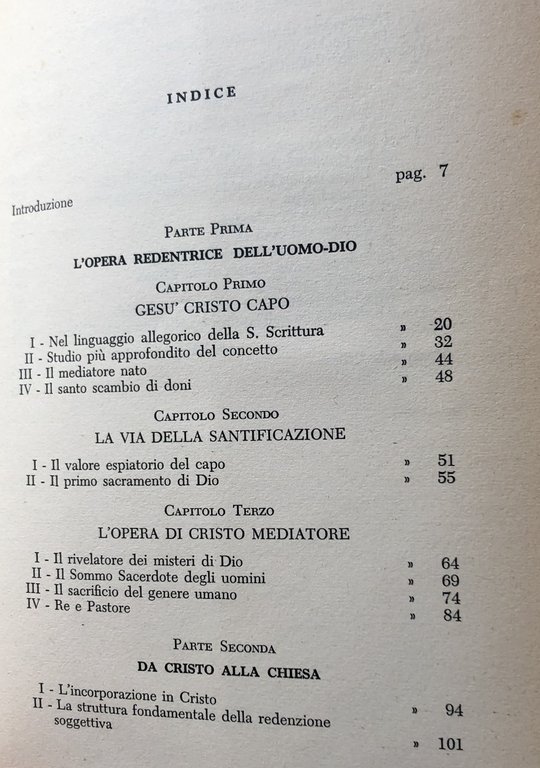 INDICE
Introduzione pag. 7
PARTE PRIMA
L'OPERA REDENTRICE DELL'UOMO-DIO
CAPITOLO PRIMO
GESU' CRISTO CAPO
I - Nel linguaggio allegorico della S. Scrittura » 20
II - Studio più approfondito del concetto » 32
III - Il mediatore nato » 44
IV - Il santo scambio di doni » 48
CAPITOLO SECONDO
LA VIA DELLA SANTIFICAZIONE
I - Il valore espiatorio del capo » 51
II - Il primo sacramento di Dio » 55
CAPITOLO TERZO
L'OPERA DI CRISTO MEDIATORE
I - Il rivelatore dei misteri di Dio » 64
II - Il Sommo Sacerdote degli uomini » 69
III - Il sacrificio del genere umano » 74
IV - Re e Pastore » 84
PARTE SECONDA
DA CRISTO ALLA CHIESA
I - L'incorporazione in Cristo » 94
II - La struttura fondamentale della redenzione
soggettiva » 101